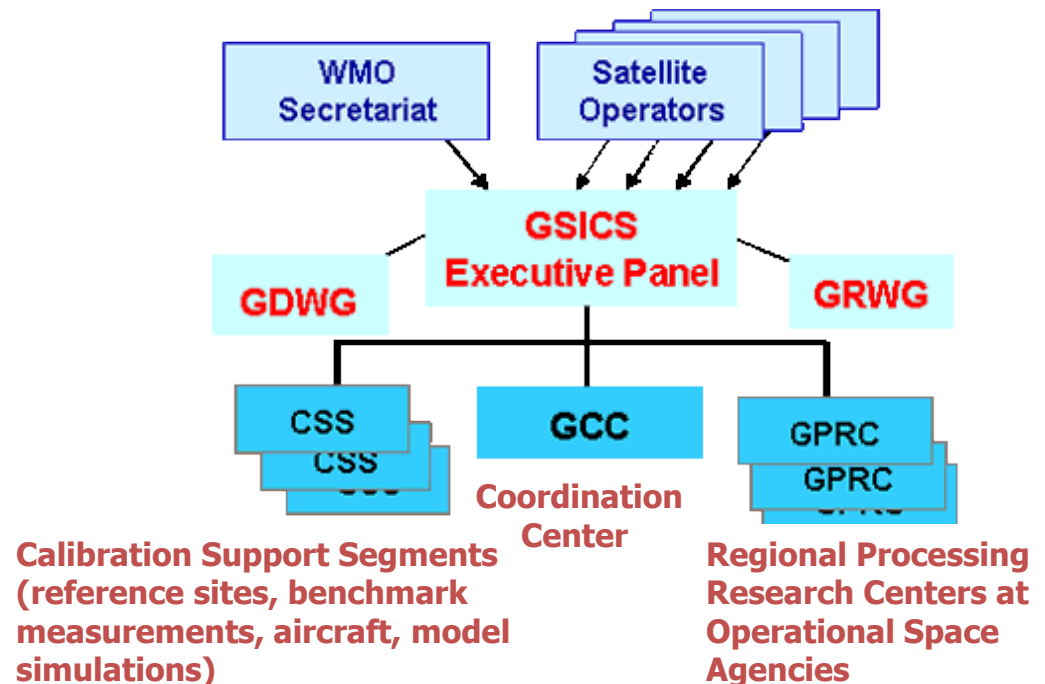 WMO
Secretariat
Satellite
Operators
GSICS
Executive Panel
GDWG
GRWG
CSS
CSS
GCC
GPRC
GPRC
Coordination
Center
Calibration Support Segments
(reference sites, benchmark
measurements, aircraft, model
simulations)
Regional Processing
Research Centers at
Operational Space
Agencies